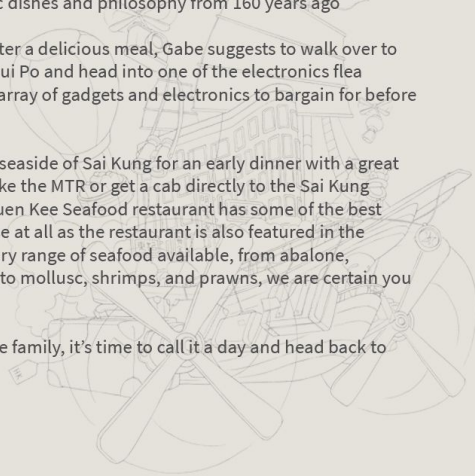 c dishes and philosophy from 160 years ago
ter a delicious meal, Gabe suggests to walk over to
ui Po and head into one of the electronics flea
array of gadgets and electronics to bargain for before
seaside of Sai Kung for an early dinner with a great
ke the MTR or get a cab directly to the Sai Kung
uen Kee Seafood restaurant has some of the best
e at all as the restaurant is also featured in the
ry range of seafood available, from abalone,
to mollusc, shrimps, and prawns, we are certain you
e family, it's time to call it a day and head back to